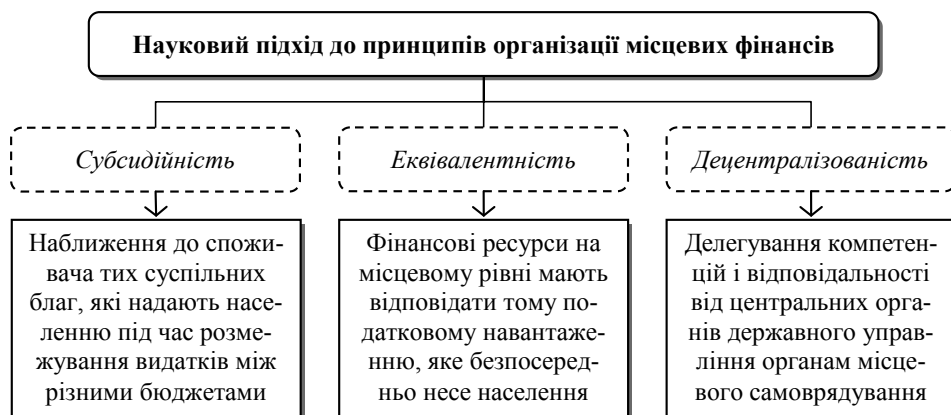 Науковий підхід до принципів організації місцевих фінансів
Субсидійність
Еквівалентність
Децентралізованість
Наближення до спожи-
вача тих суспільних
благ, які надають насе-
ленню під час розме-
жування видатків між
різними бюджетами
Фінансові ресурси на
місцевому рівні мають
відповідати тому по-
датковому навантаже-
нню, яке безпосеред-
ньо несе населення
Делегування компетен-
цій і відповідальності
від центральних орга-
нів державного управ-
ління органам місце-
вого самоврядування